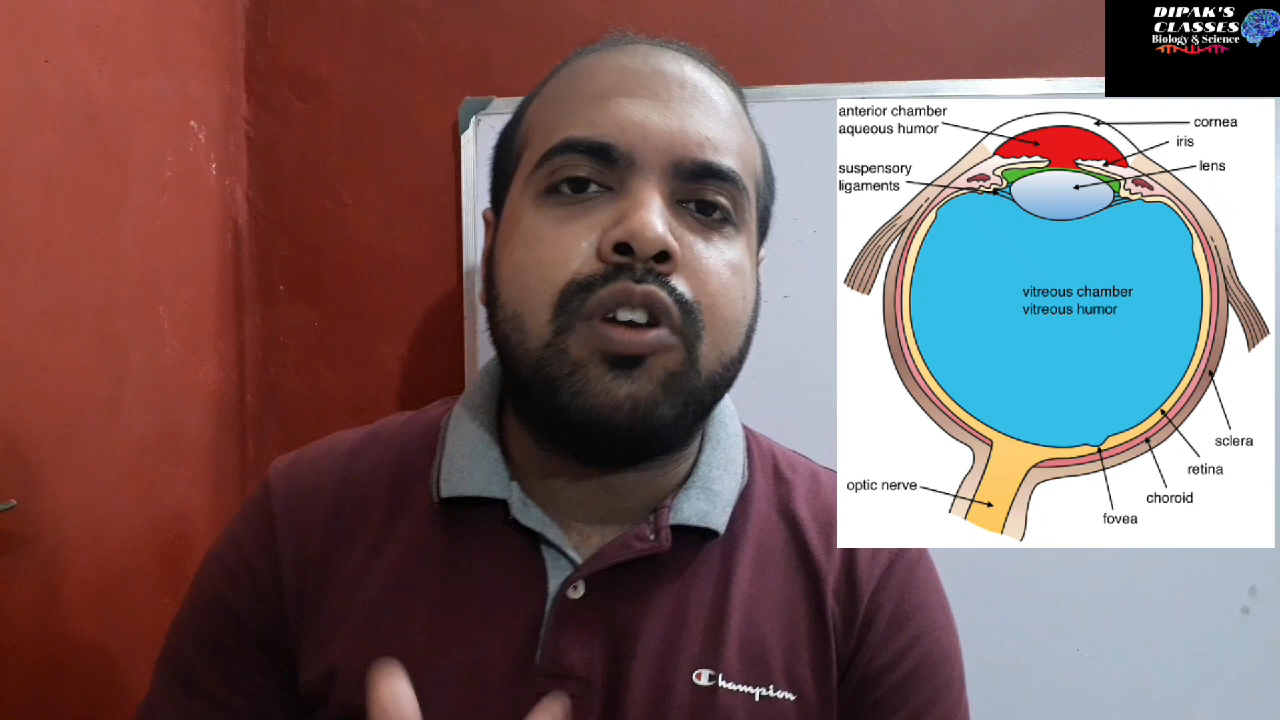 DIPAK'S
CLASSES
Biology & Science
anterior chamber
aqueous humor
cornea
iris
suspensory
ligaments
lens
vitreous chamber
vitreous humor
sclera
retina
optic nerve
choroid
fovea
Champion